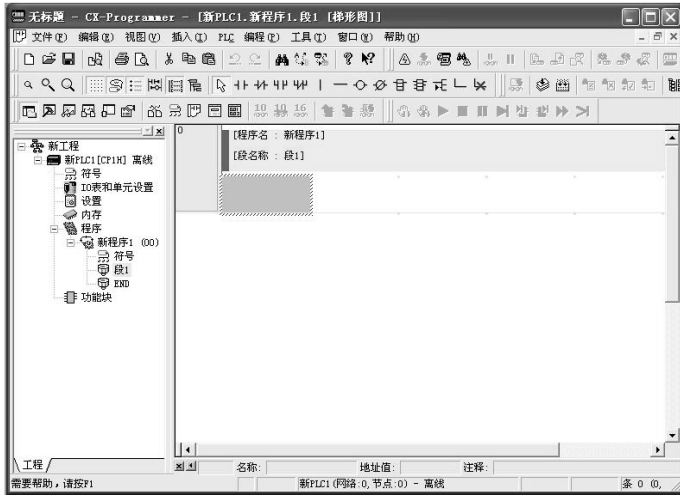 无标题 - CX-Programmer - [新PLC1.新程序1.段1 [梯形图]]
文件(F) 编辑(E) 视图(V) 插入(I) PLC 编程(P) 工具(T) 窗口(W) 帮助(H)
10 10 16
新工程
新PLC1[CP1H] 离线
符号
IO表和单元设置
设置
内存
程序
新程序1 (00)
符号
段1
END
功能块
0
[程序名 : 新程序1]
[段名称 : 段1]
工程
名称: 地址值: 注释:
需要帮助，请按F1 新PLC1(网络:0,节点:0) - 离线 条 0 (0,